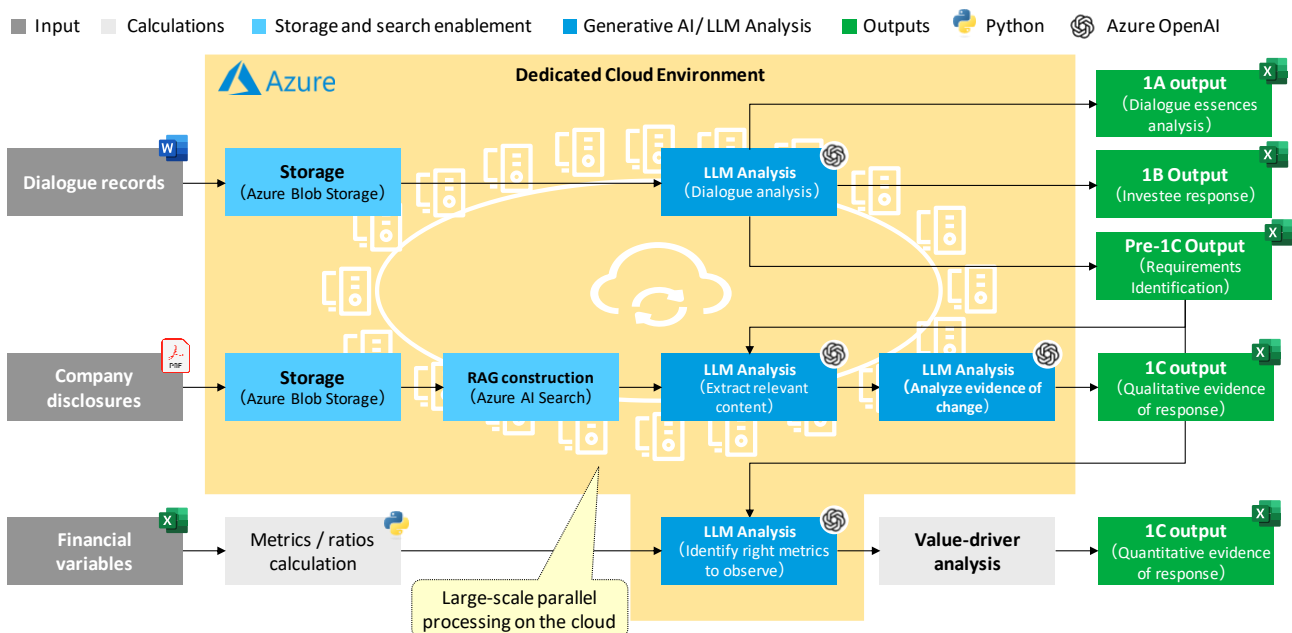 Input
Calculations
Storage and search enablement
Generative AI/ LLM Analysis
Outputs
Python
Azure OpenAI
Azure
Dedicated Cloud Environment
1A output
（Dialogue essences
analysis）
W
X
Dialogue records
Storage
（Azure Blob Storage）
LLM Analysis
（Dialogue analysis）
1B Output
（Investee response）
X
Pre-1C Output
（Requirements
Identification）
X
PDF
Company
disclosures
Storage
（Azure Blob Storage）
RAG construction
（Azure AI Search）
LLM Analysis
（Extract relevant
content）
LLM Analysis
（Analyze evidence of
change）
1C output
（Qualitative evidence
of response）
X
X
Financial
variables
Metrics / ratios
calculation
LLM Analysis
（Identify right metrics
to observe）
Value-driver
analysis
1C output
（Quantitative evidence
of response）
X
Large-scale parallel
processing on the cloud